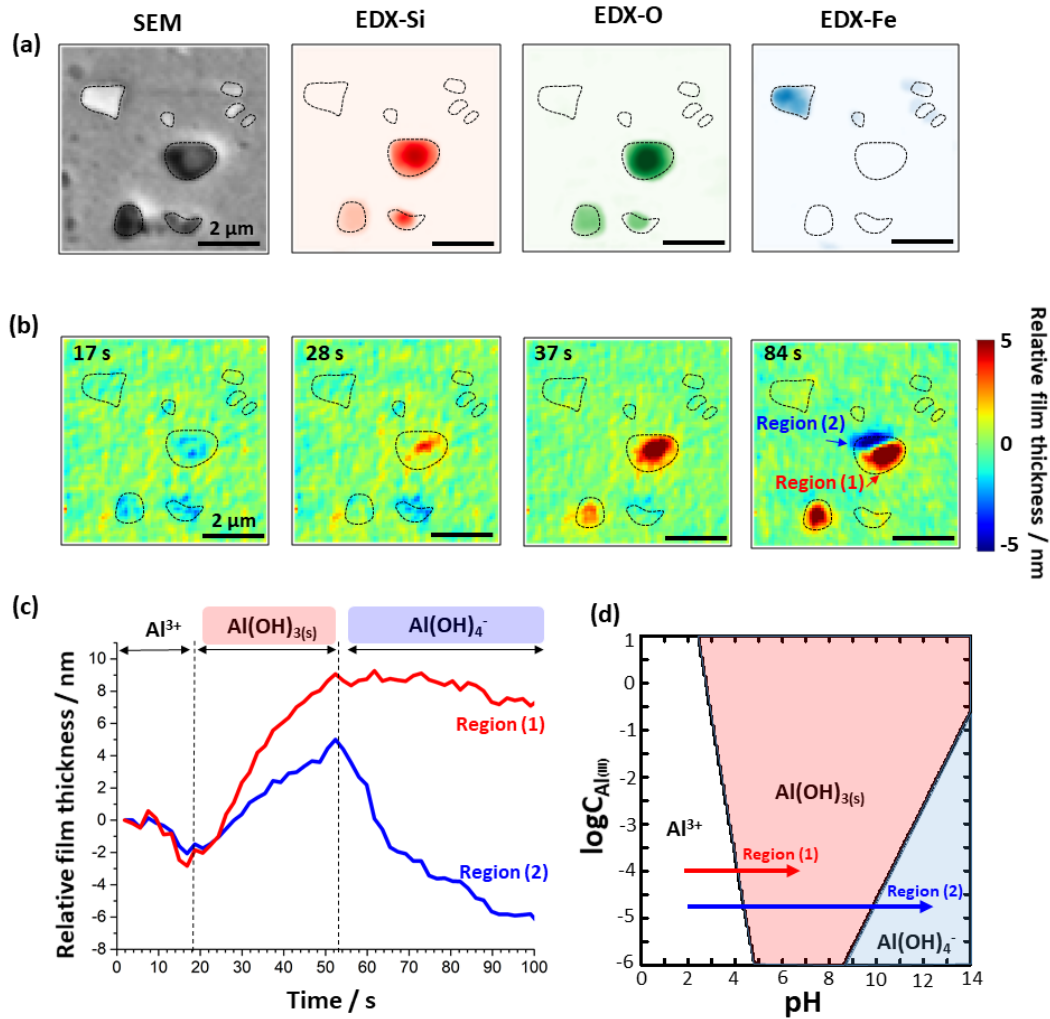 SEM EDX-Si EDX-O EDX-Fe
(a)
2 μm
(b)
17 s 28 s 37 s 84 s
Region (2)
Region (1)
2 μm
5
0
-5
Relative film thickness / nm
(c)
Al³⁺ Al(OH)₃₍ₛ₎ Al(OH)₄⁻
10
8
6
4
2
0
-2
-4
-6
-8
Region (1)
Region (2)
0 10 20 30 40 50 60 70 80 90 100
Time / s
Relative film thickness / nm
(d)
1
0
-1
-2
-3
-4
-5
-6
logC_Al(III)
Al(OH)₃₍ₛ₎
Al³⁺
Region (1)
Region (2)
Al(OH)₄⁻
0 2 4 6 8 10 12 14
pH